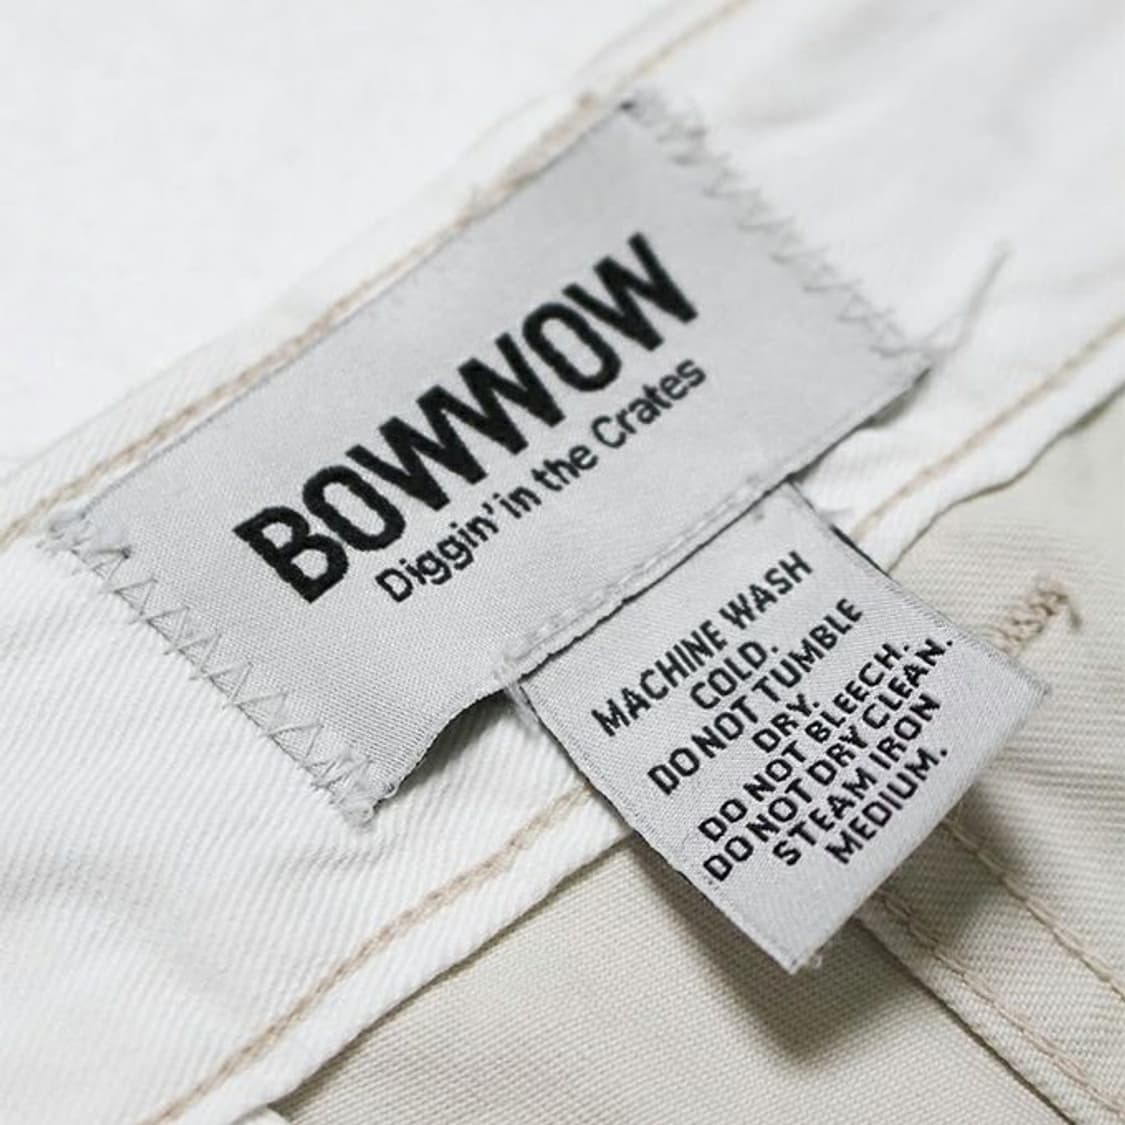 BOWWOW
Diggin' in the Crates
MACHINE WASH
COLD.
DO NOT TUMBLE
DRY.
DO NOT BLEECH.
DO NOT DRY CLEAN.
STEAM IRON
MEDIUM.